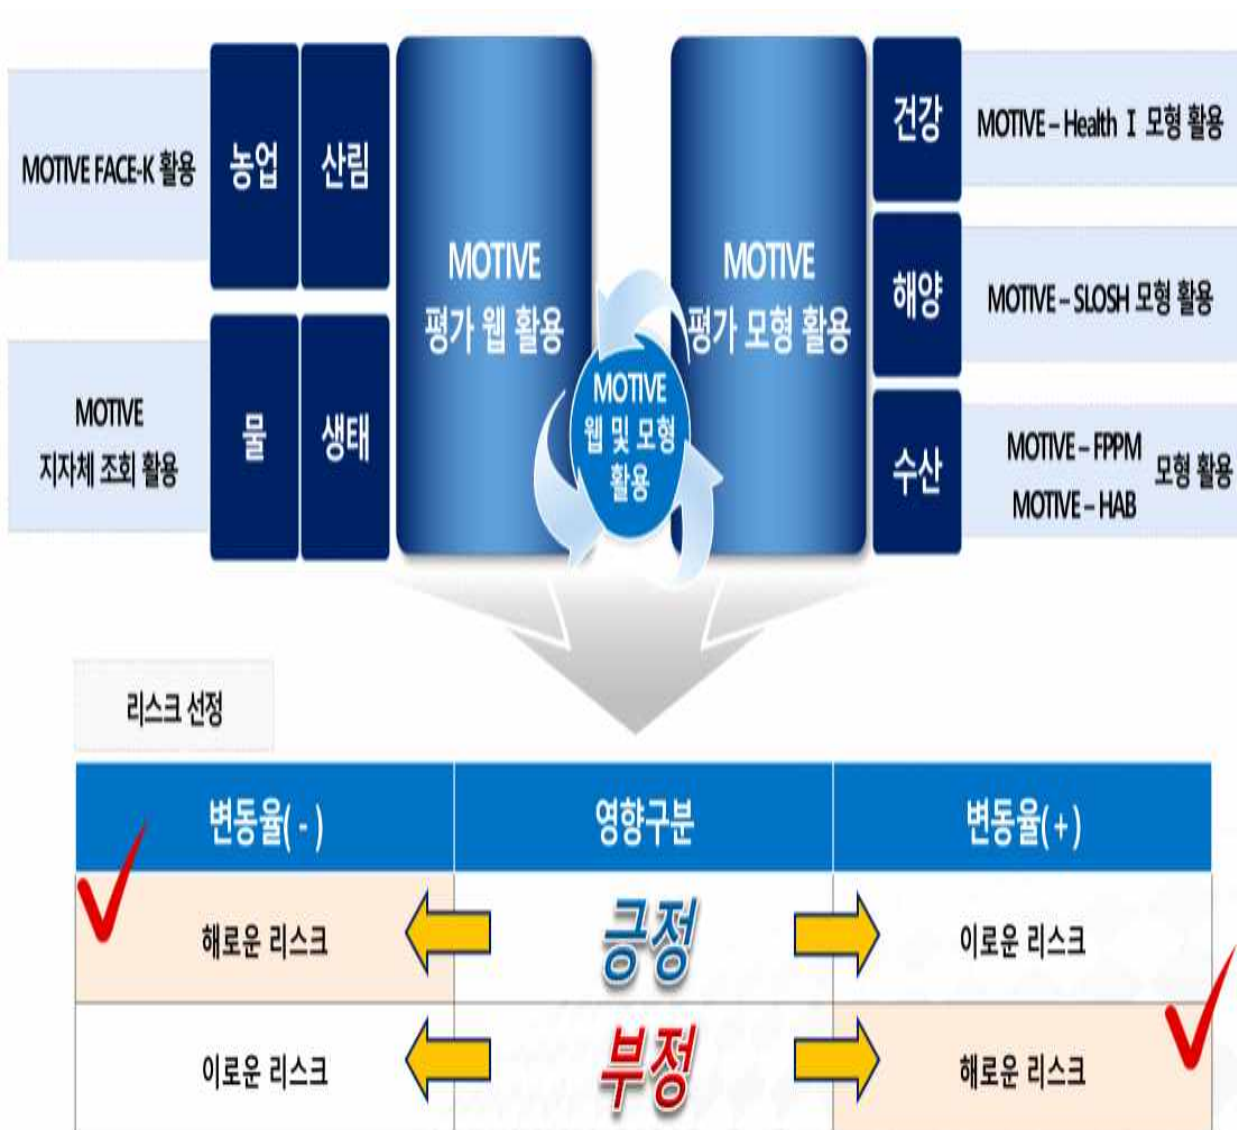 MOTIVE FACE-K 활용
농업
산림
MOTIVE
지자체 조회 활용
물
생태
MOTIVE
평가 웹 활용
MOTIVE
웹 및 모형
활용
MOTIVE
평가 모형 활용
건강
MOTIVE – Health Ⅰ 모형 활용
해양
MOTIVE – SLOSH 모형 활용
수산
MOTIVE – FPPM
MOTIVE – HAB
모형 활용
리스크 선정
변동율( - )
영향구분
변동율( + )
해로운 리스크
긍정
이로운 리스크
이로운 리스크
부정
해로운 리스크